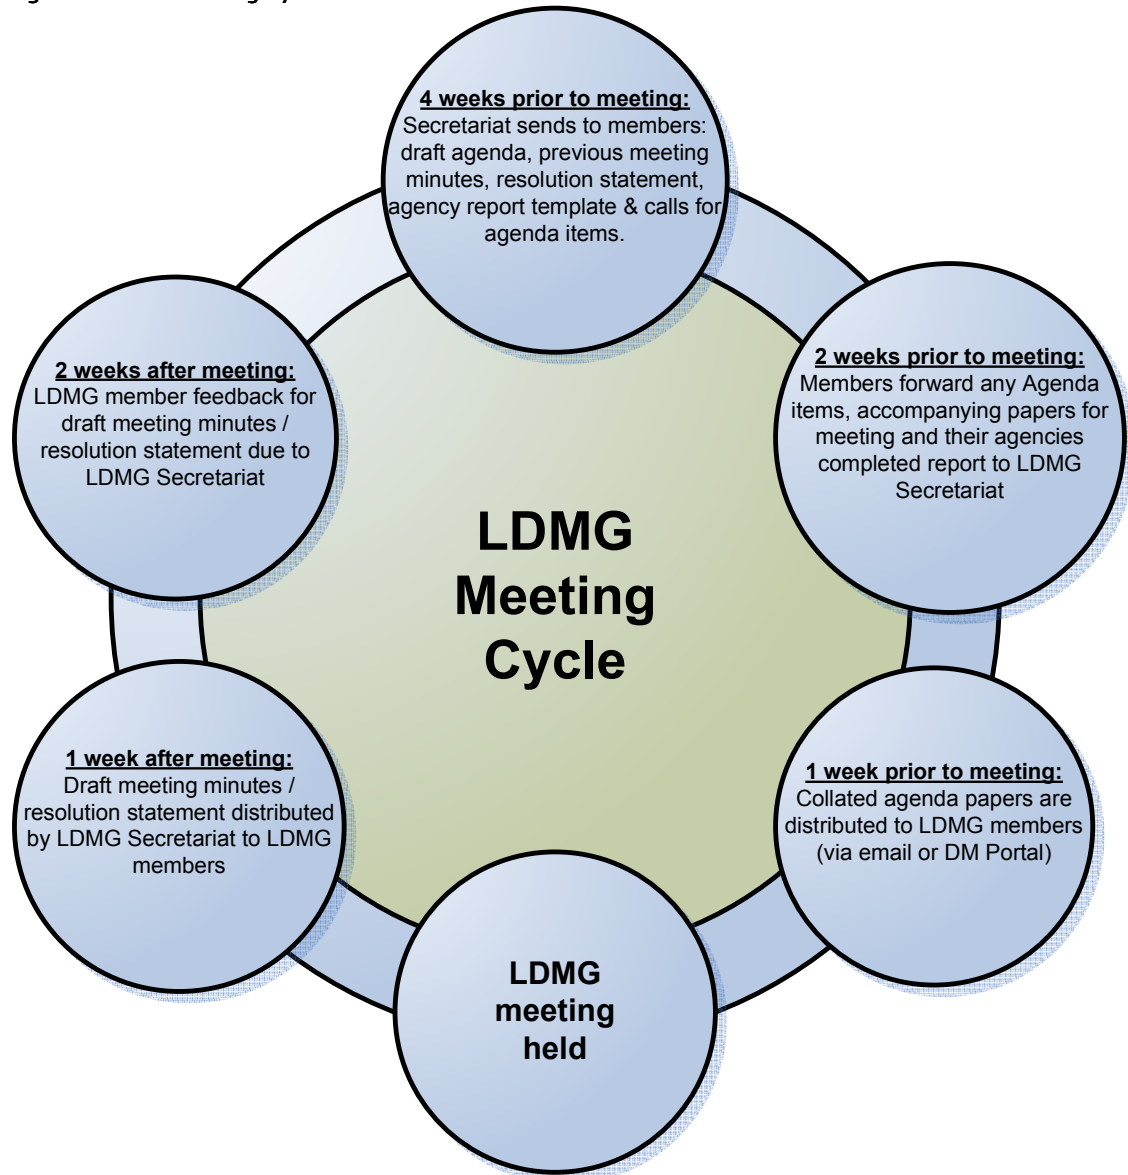 4 weeks prior to meeting:
Secretariat sends to members:
draft agenda, previous meeting
minutes, resolution statement,
agency report template & calls for
agenda items.
2 weeks prior to meeting:
Members forward any Agenda
items, accompanying papers for
meeting and their agencies
completed report to LDMG
Secretariat
1 week prior to meeting:
Collated agenda papers are
distributed to LDMG members
(via email or DM Portal)
LDMG
meeting
held
1 week after meeting:
Draft meeting minutes /
resolution statement distributed
by LDMG Secretariat to LDMG
members
2 weeks after meeting:
LDMG member feedback for
draft meeting minutes /
resolution statement due to
LDMG Secretariat
LDMG
Meeting
Cycle